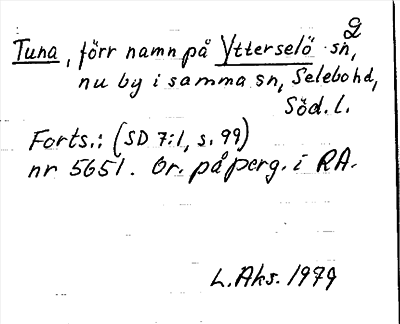 2
Tuna, förr namn på Ytterselö sn,
nu by i samma sn, Selebo hd,
Söd. l.
Forts.: (SD 7:1, s. 99)
nr 5651. Or. på perg. i RA.
L. Aks. 1979